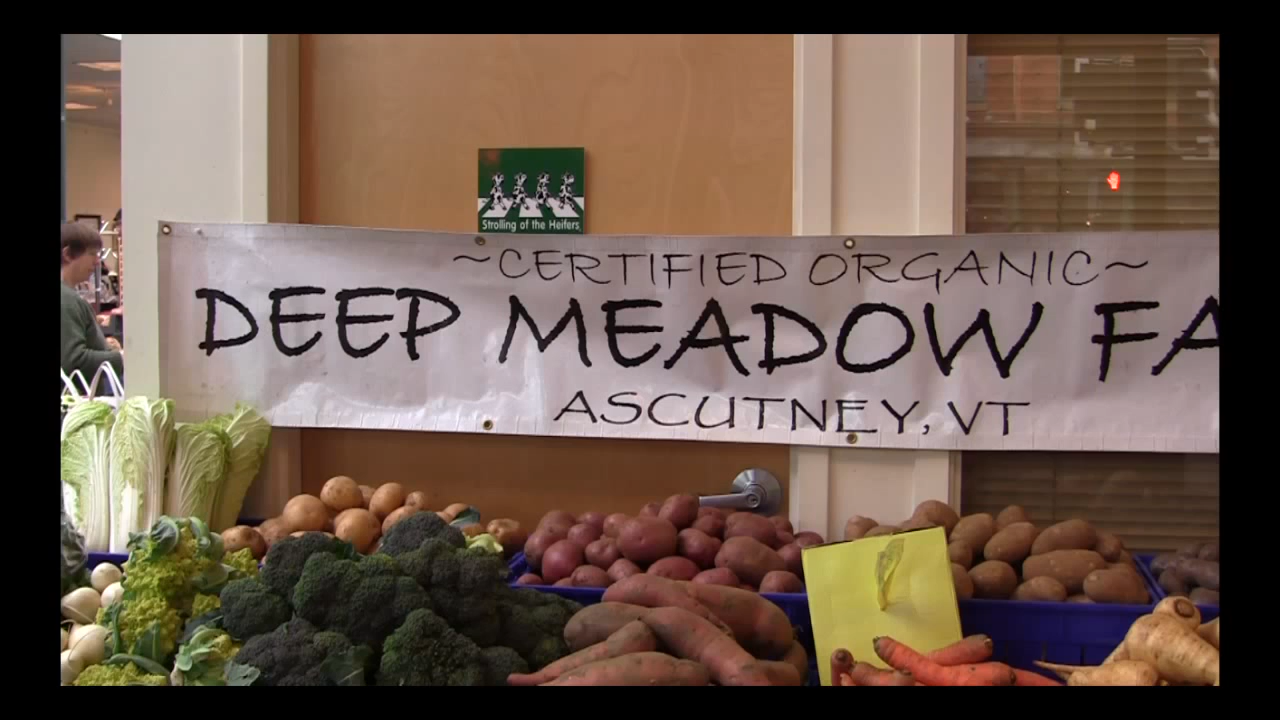 Strolling of the Heifers
~CERTIFIED ORGANIC~
DEEP MEADOW FA
ASCUTNEY, VT